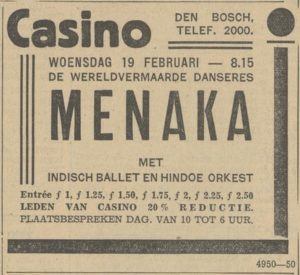 Casino DEN BOSCH,
TELEF. 2000.
WOENSDAG 19 FEBRUARI — 8.15
DE WERELDVERMAARDE DANSERES
MENAKA
MET
INDISCH BALLET EN HINDOE ORKEST
Entrée ƒ 1, ƒ 1.25, ƒ 1.50, ƒ 1.75, ƒ 2, ƒ 2.25, ƒ 2.50
LEDEN VAN CASINO 20% REDUCTIE.
PLAATSBESPREKEN DAG. VAN 10 TOT 6 UUR.
4950—50